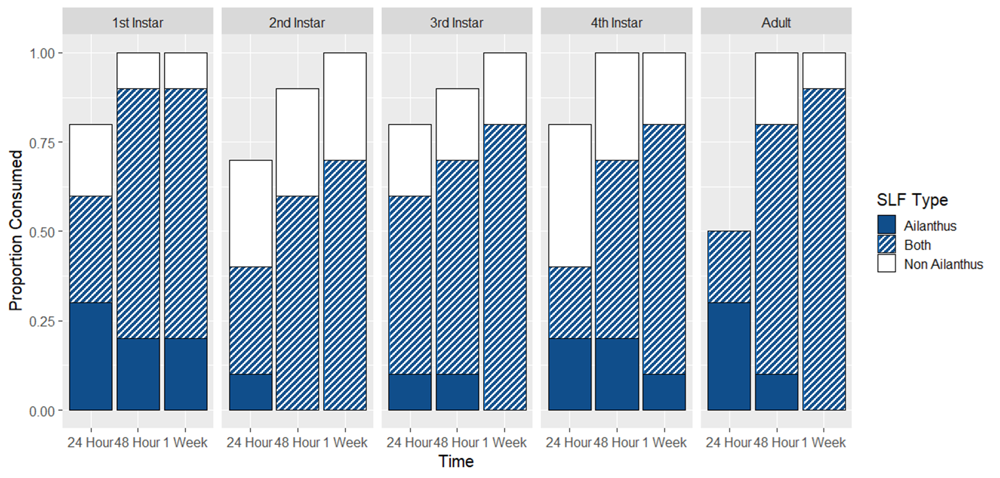 1st Instar
2nd Instar
3rd Instar
4th Instar
Adult
1.00
0.75
0.50
0.25
0.00
Proportion Consumed
24 Hour 48 Hour 1 Week
24 Hour 48 Hour 1 Week
24 Hour 48 Hour 1 Week
24 Hour 48 Hour 1 Week
24 Hour 48 Hour 1 Week
Time
SLF Type
Ailanthus
Both
Non Ailanthus